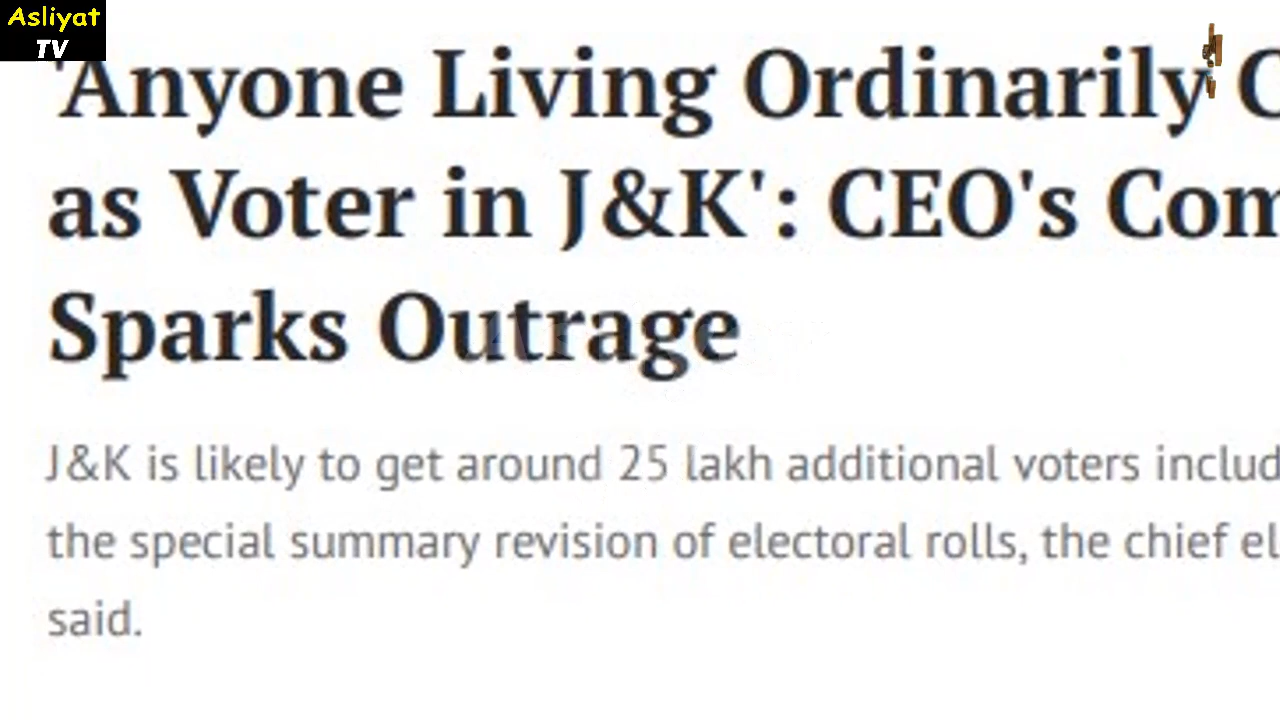 Asliyat
TV
'Anyone Living Ordinarily
as Voter in J&K': CEO's
Sparks Outrage
J&K is likely to get around 25 lakh additional voters
the special summary revision of electoral rolls, the chief
said.